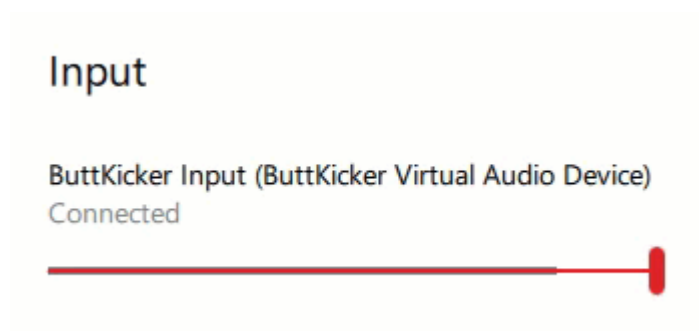 Input
ButtKicker Input (ButtKicker Virtual Audio Device)
Connected